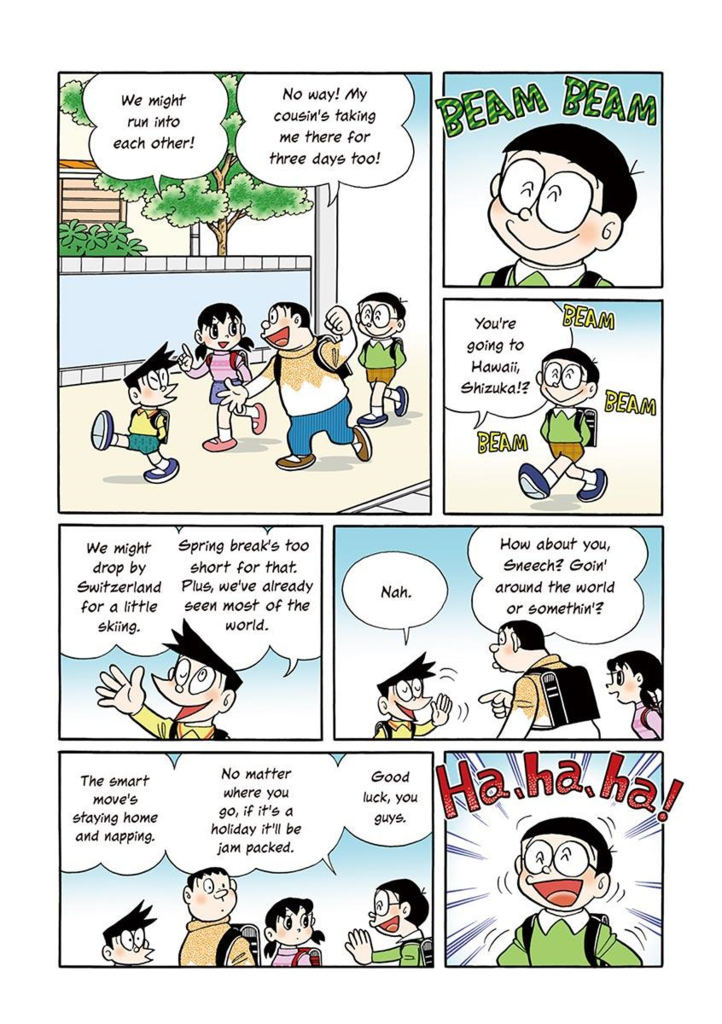 BEAM BEAM
You're
going to
Hawaii,
Shizuka!?
BEAM
BEAM
BEAM
No way! My
cousin's taking
me there for
three days too!
We might
run into
each other!
How about you,
Sneech? Goin'
around the world
or somethin'?
Nah.
Spring break's too
short for that.
Plus, we've already
seen most of the
world.
We might
drop by
Switzerland
for a little
skiing.
Ha, ha, ha!
Good
luck, you
guys.
No matter
where you
go, if it's a
holiday it'll be
jam packed.
The smart
move's
staying home
and napping.